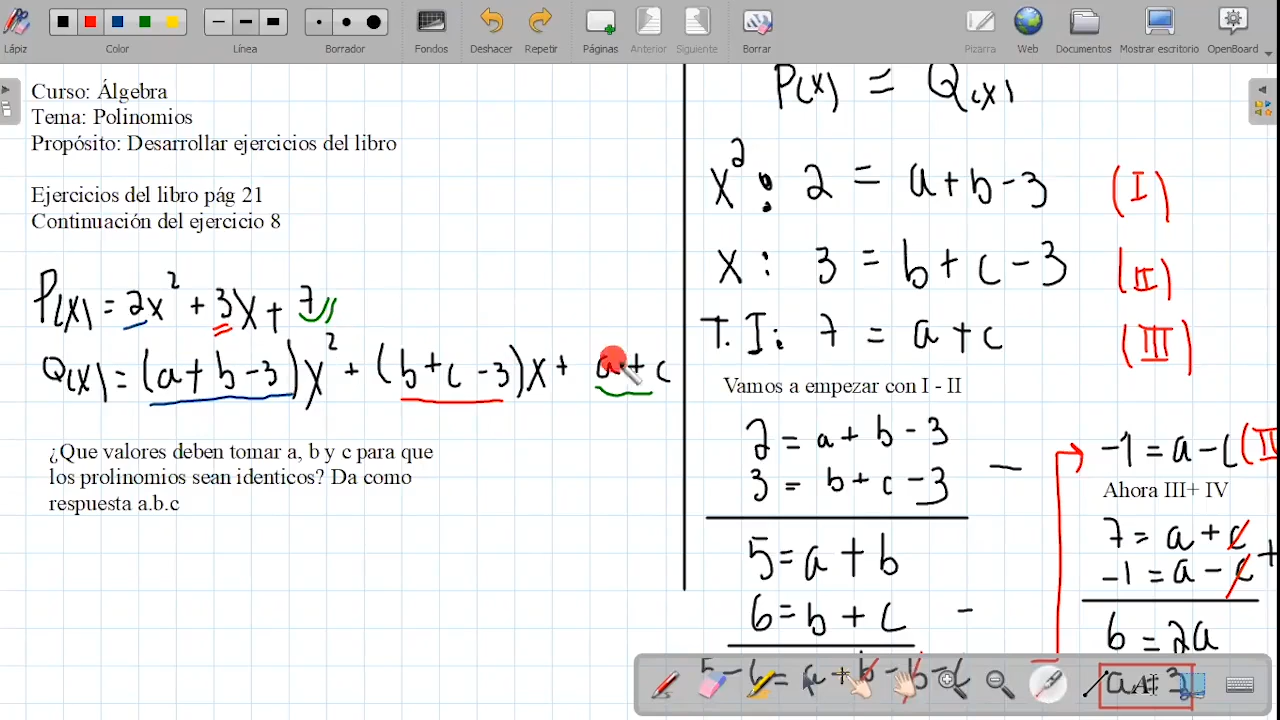 Lápiz Color Línea Borrador Fondos Deshacer Repetir Páginas Anterior Siguiente Borrar Pizarra Web Documentos Mostrar escritorio OpenBoard
Curso: Álgebra
Tema: Polinomios
Propósito: Desarrollar ejercicios del libro
Ejercicios del libro pág 21
Continuación del ejercicio 8
P(x) = 2x² + 3x + 7
Q(x) = (a + b - 3)x² + (b + c - 3)x + a + c
¿Que valores deben tomar a, b y c para que
los prolinomios sean identicos? Da como
respuesta a.b.c
P(x) = Q(x)
x² : 2 = a + b - 3 (I)
x : 3 = b + c - 3 (II)
T. I: 7 = a + c (III)
Vamos a empezar con I - II
2 = a + b - 3
3 = b + c - 3 -
5 = a + b
6 = b + c -
5 - 6 = a + b - b - c
-1 = a - c
Ahora III+ IV
7 = a + c
-1 = a - c +
6 = 2a
a = 3